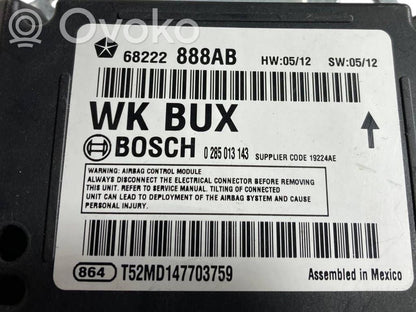 OVOKO
68222 888AB HW:05/12 SW:05/12
WK BUX
BOSCH 0 285 013 143 SUPPLIER CODE 19224AE
WARNING: AIRBAG CONTROL MODULE
ALWAYS DISCONNECT THE ELECTRICAL CONNECTOR BEFORE REMOVING
THIS UNIT. REFER TO SERVICE MANUAL. TILTING OF CONNECTED
UNIT CAN LEAD TO DEPLOYMENT OF THE AIRBAG SYSTEM AND CAUSE
PERSONAL INJURY.
864 T52MD147703759 Assembled in Mexico